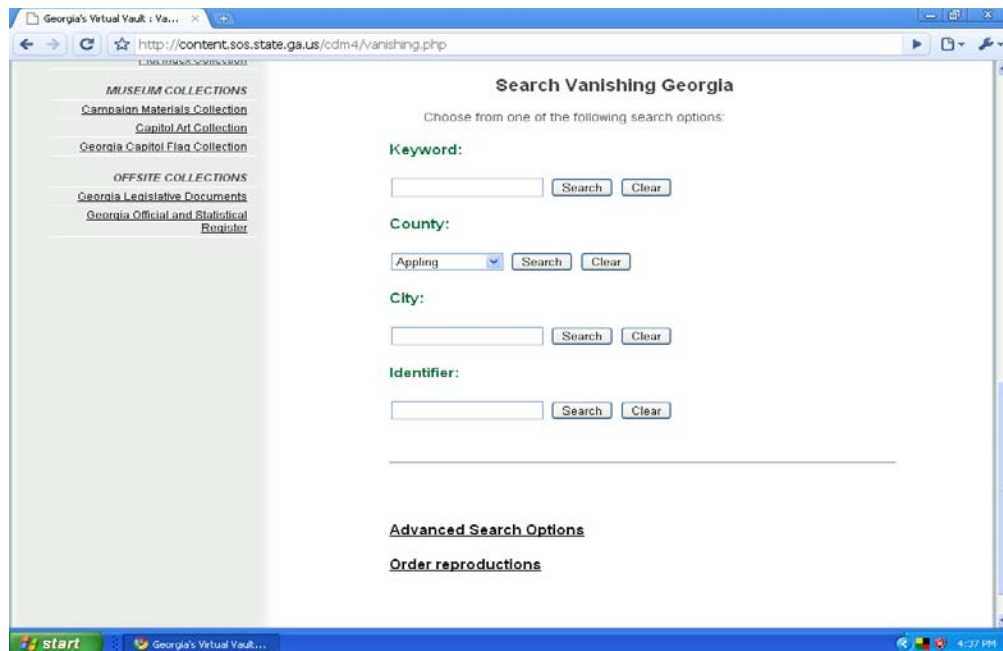 Georgia's Virtual Vault : Va...
http://content.sos.state.ga.us/cdm4/vanishing.php
MUSEUM COLLECTIONS
Campaign Materials Collection
Capitol Art Collection
Georgia Capitol Flag Collection
OFFSITE COLLECTIONS
Georgia Legislative Documents
Georgia Official and Statistical
Register
Search Vanishing Georgia
Choose from one of the following search options:
Keyword:
Search Clear
County:
Appling Search Clear
City:
Search Clear
Identifier:
Search Clear
Advanced Search Options
Order reproductions
start Georgia's Virtual Vault... 4:37 PM